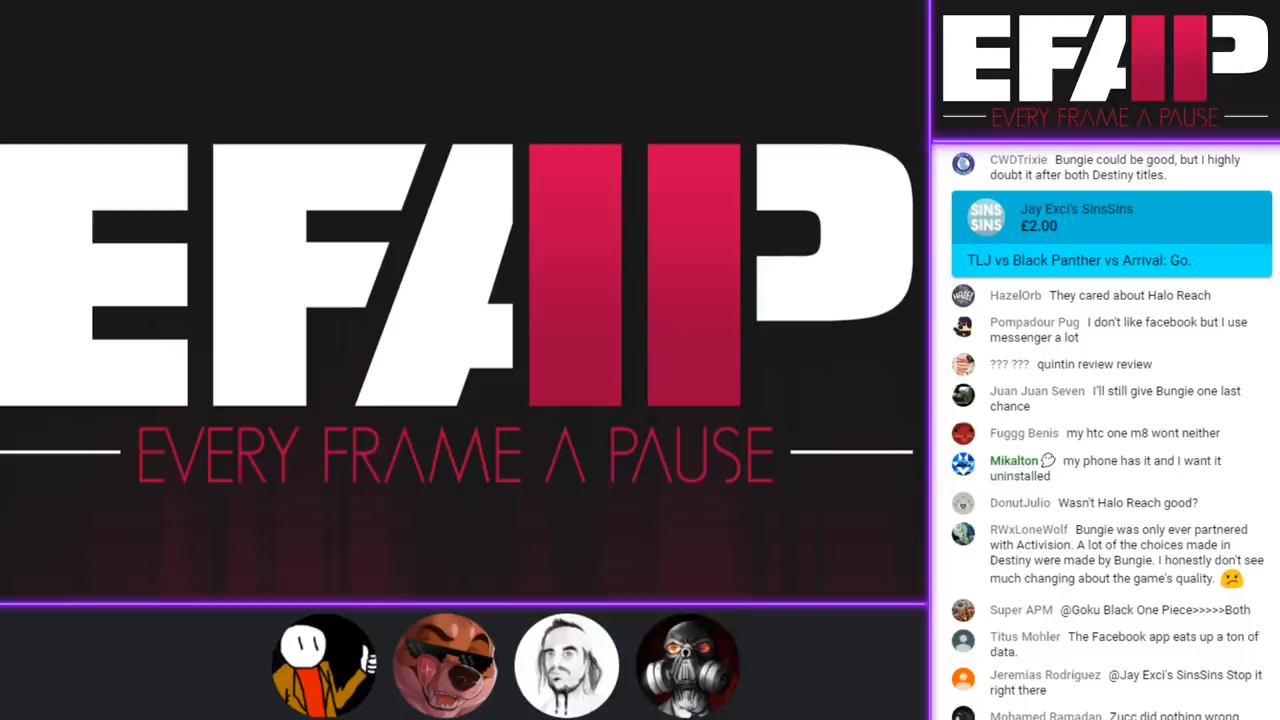 EFAP
EVERY FRAME A PAUSE
EFAP
EVERY FRAME A PAUSE
CWDTrixie Bungie could be good, but I highly
doubt it after both Destiny titles.
SINS
SINS
Jay Exci's SinsSins
£2.00
TLJ vs Black Panther vs Arrival: Go.
HAZEL
HazelOrb They cared about Halo Reach
Pompadour Pug I don't like facebook but I use
messenger a lot
??? ??? quintin review review
Juan Juan Seven I'll still give Bungie one last
chance
Fuggg Benis my htc one m8 wont neither
Mikalton my phone has it and I want it
uninstalled
DonutJulio Wasn't Halo Reach good?
RWxLoneWolf Bungie was only ever partnered
with Activision. A lot of the choices made in
Destiny were made by Bungie. I honestly don't see
much changing about the game's quality. 😕
Super APM @Goku Black One Piece>>>>>Both
Titus Mohler The Facebook app eats up a ton of
data.
Jeremias Rodriguez @Jay Exci's SinsSins Stop it
right there
Mohamed Ramadan Zucc did nothing wrong